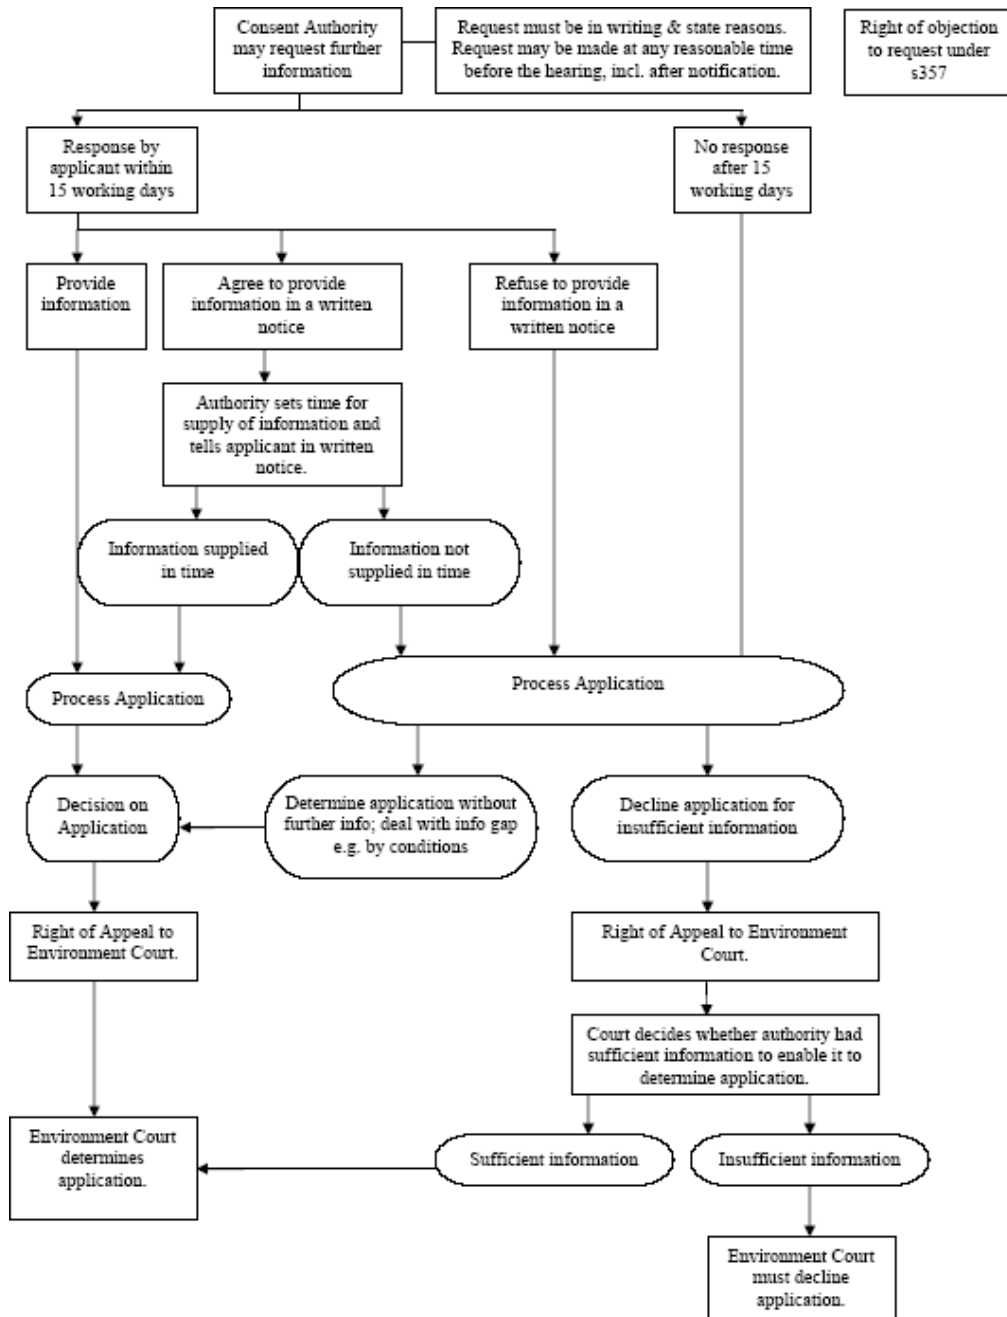 Consent Authority
may request further
information
Request must be in writing & state reasons.
Request may be made at any reasonable time
before the hearing, incl. after notification.
Right of objection
to request under
s357
Response by
applicant within
15 working days
No response
after 15
working days
Provide
information
Agree to provide
information in a written
notice
Refuse to provide
information in a
written notice
Authority sets time for
supply of information and
tells applicant in written
notice.
Information supplied
in time
Information not
supplied in time
Process Application
Process Application
Decision on
Application
Determine application without
further info; deal with info gap
e.g. by conditions
Decline application for
insufficient information
Right of Appeal to
Environment Court.
Right of Appeal to Environment
Court.
Court decides whether authority had
sufficient information to enable it to
determine application.
Environment Court
determines
application.
Sufficient information
Insufficient information
Environment Court
must decline
application.